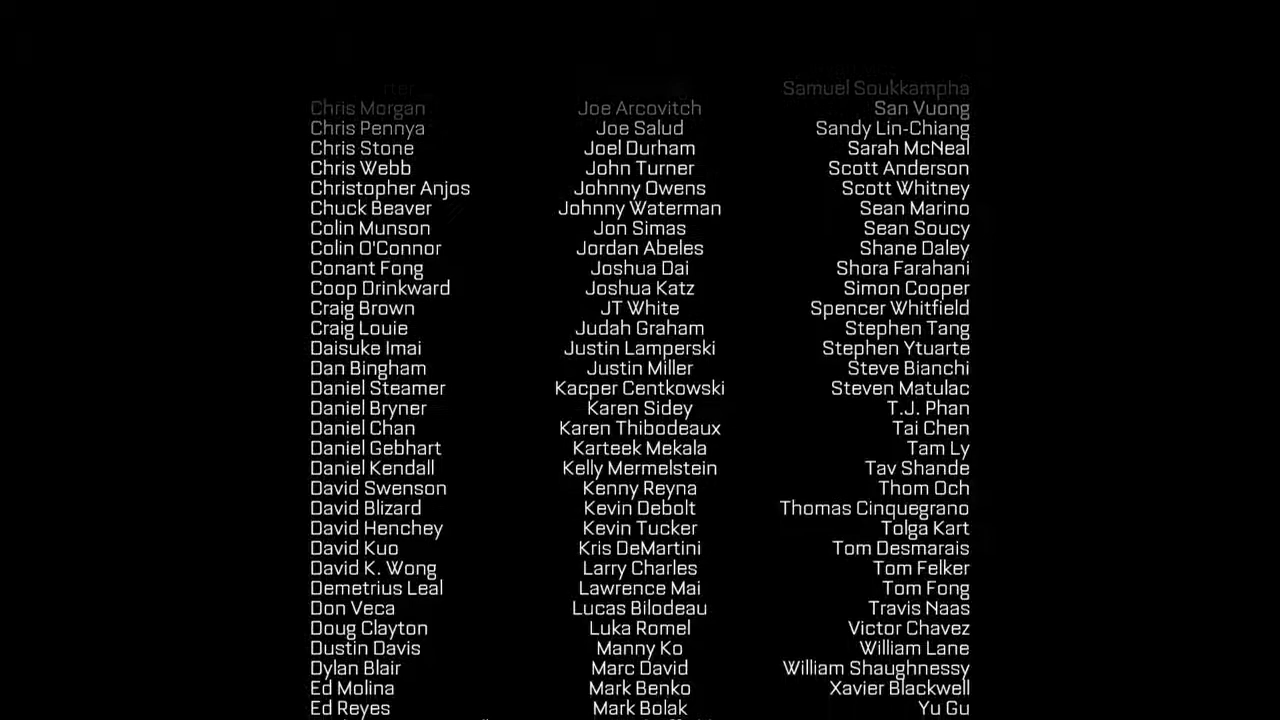 Samuel Soukkampha
Chris Morgan Joe Arcovitch San Vuong
Chris Pennya Joe Salud Sandy Lin-Chiang
Chris Stone Joel Durham Sarah McNeal
Chris Webb John Turner Scott Anderson
Christopher Anjos Johnny Owens Scott Whitney
Chuck Beaver Johnny Waterman Sean Marino
Colin Munson Jon Simas Sean Soucy
Colin O'Connor Jordan Abeles Shane Daley
Conant Fong Joshua Dai Shora Farahani
Coop Drinkward Joshua Katz Simon Cooper
Craig Brown JT White Spencer Whitfield
Craig Louie Judah Graham Stephen Tang
Daisuke Imai Justin Lamperski Stephen Ytuarte
Dan Bingham Justin Miller Steve Bianchi
Daniel Steamer Kacper Centkowski Steven Matulac
Daniel Bryner Karen Sidey T.J. Phan
Daniel Chan Karen Thibodeaux Tai Chen
Daniel Gebhart Karteek Mekala Tam Ly
Daniel Kendall Kelly Mermelstein Tav Shande
David Swenson Kenny Reyna Thom Och
David Blizard Kevin Debolt Thomas Cinquegrano
David Henchey Kevin Tucker Tolga Kart
David Kuo Kris DeMartini Tom Desmarais
David K. Wong Larry Charles Tom Felker
Demetrius Leal Lawrence Mai Tom Fong
Don Veca Lucas Bilodeau Travis Naas
Doug Clayton Luka Romel Victor Chavez
Dustin Davis Manny Ko William Lane
Dylan Blair Marc David William Shaughnessy
Ed Molina Mark Benko Xavier Blackwell
Ed Reyes Mark Bolak Yu Gu